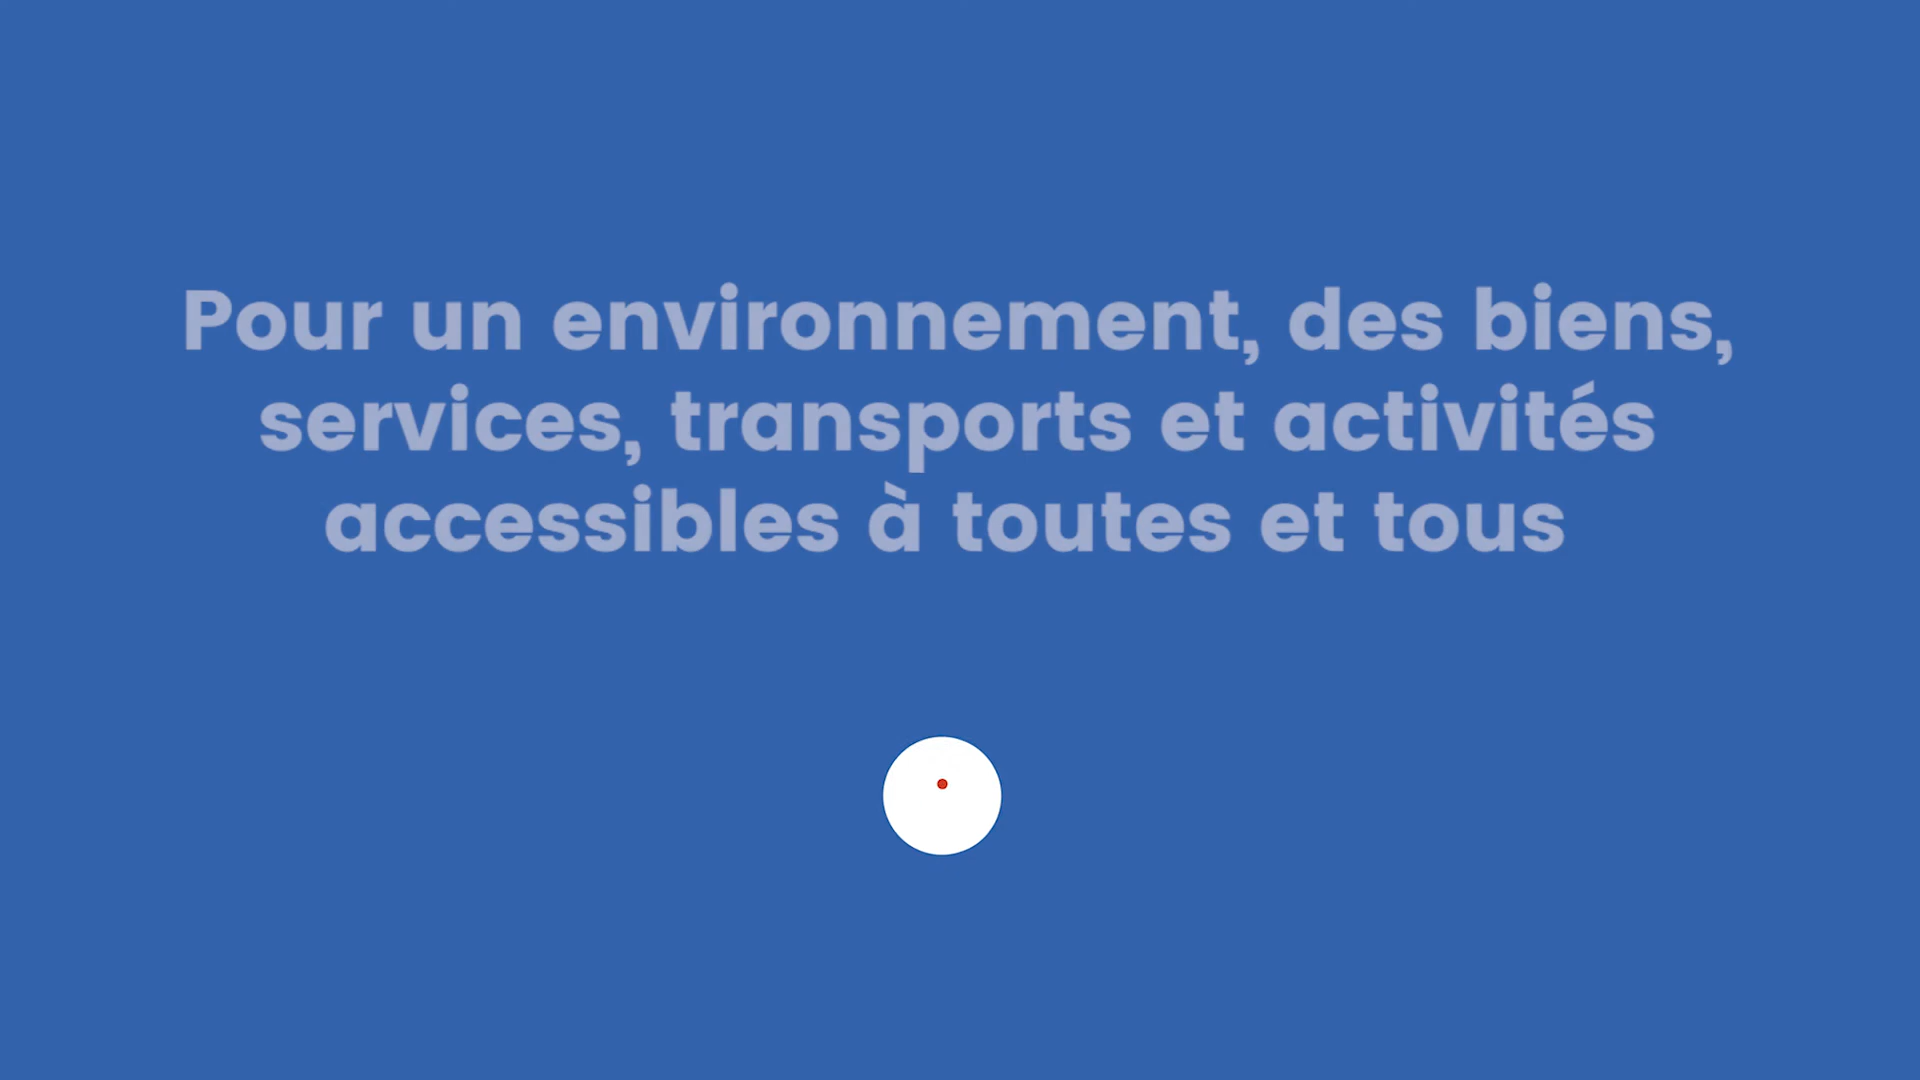 Pour un environnement, des biens,
services, transports et activités
accessibles à toutes et tous